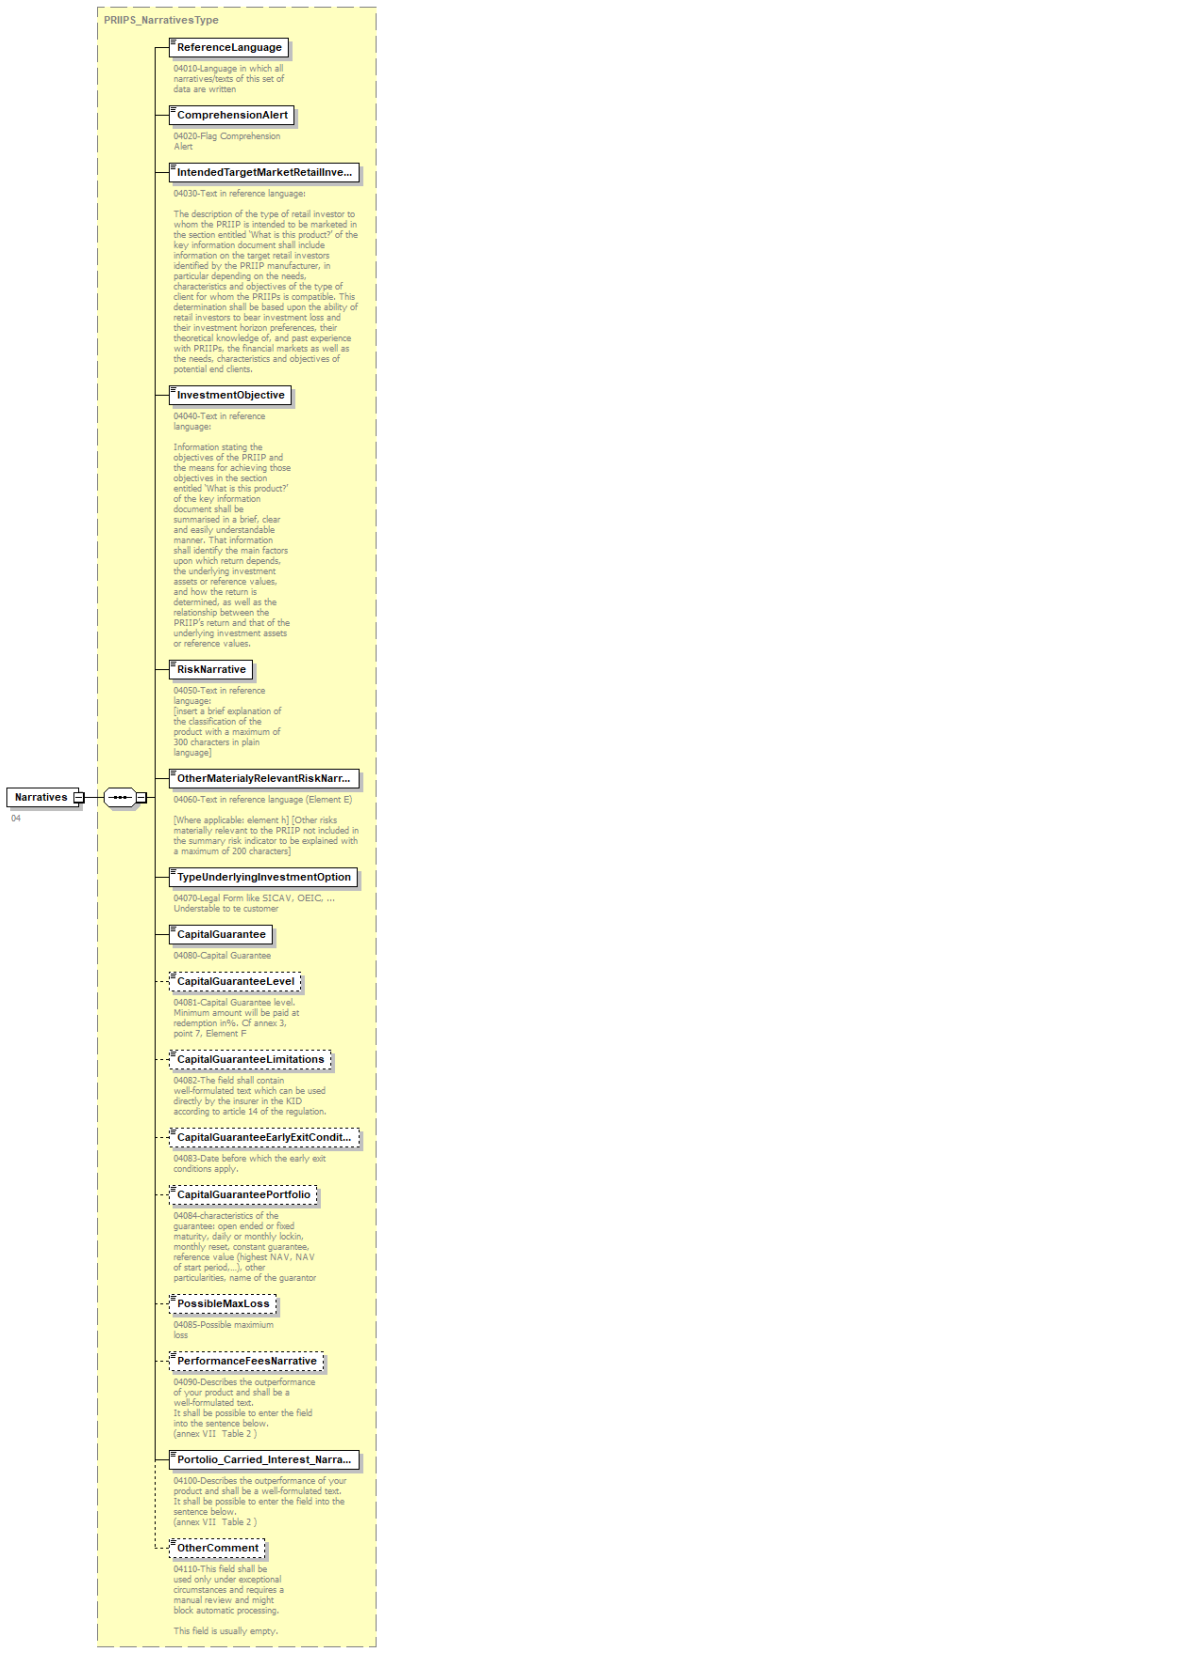 PRIIPS_NarrativesType
ReferenceLanguage
04010-Language in which all
narratives/texts of this set of
data are written
ComprehensionAlert
04020-Flag Comprehension
Alert
IntendedTargetMarketRetailInve...
04030-Text in reference language:
The description of the type of retail investor to
whom the PRIIP is intended to be marketed in
the section entitled 'What is this product?' of the
key information document shall include
information on the target retail investors
identified by the PRIIP manufacturer, in
particular depending on the needs,
characteristics and objectives of the type of
client for whom the PRIIPs is compatible. This
determination shall be based upon the ability of
retail investors to bear investment loss and
their investment horizon preferences, their
theoretical knowledge of, and past experience
with PRIIPs, the financial markets as well as
the needs, characteristics and objectives of
potential end clients.
InvestmentObjective
04040-Text in reference
language:
Information stating the
objectives of the PRIIP and
the means for achieving those
objectives in the section
entitled 'What is this product?'
of the key information
document shall be
summarised in a brief, clear
and easily understandable
manner. That information
shall identify the main factors
upon which return depends,
the underlying investment
assets or reference values,
and how the return is
determined, as well as the
relationship between the
PRIIP's return and that of the
underlying investment assets
or reference values.
RiskNarrative
04050-Text in reference
language:
[insert a brief explanation of
the classification of the
product with a maximum of
300 characters in plain
language]
OtherMaterialyRelevantRiskNarr...
Narratives
04
04060-Text in reference language (Element E)
[Where applicable: element h] [Other risks
materially relevant to the PRIIP not included in
the summary risk indicator to be explained with
a maximum of 200 characters]
TypeUnderlyingInvestmentOption
04070-Legal Form like SICAV, OEIC, ...
Understable to te customer
CapitalGuarantee
04080-Capital Guarantee
CapitalGuaranteeLevel
04081-Capital Guarantee level.
Minimum amount will be paid at
redemption in%. Cf annex 3,
point 7, Element F
CapitalGuaranteeLimitations
04082-The field shall contain
well-formulated text which can be used
directly by the insurer in the KID
according to article 14 of the regulation.
CapitalGuaranteeEarlyExitCondit...
04083-Date before which the early exit
conditions apply.
CapitalGuaranteePortfolio
04084-characteristics of the
guarantee: open ended or fixed
maturity, daily or monthly lockin,
monthly reset, constant guarantee,
reference value (highest NAV, NAV
of start period,...), other
particularities, name of the guarantor
PossibleMaxLoss
04085-Possible maximium
loss
PerformanceFeesNarrative
04090-Describes the outperformance
of your product and shall be a
well-formulated text.
It shall be possible to enter the field
into the sentence below.
(annex VII  Table 2 )
Portolio_Carried_Interest_Narra...
04100-Describes the outperformance of your
product and shall be a well-formulated text.
It shall be possible to enter the field into the
sentence below.
(annex VII  Table 2 )
OtherComment
04110-This field shall be
used only under exceptional
circumstances and requires a
manual review and might
block automatic processing.
This field is usually empty.